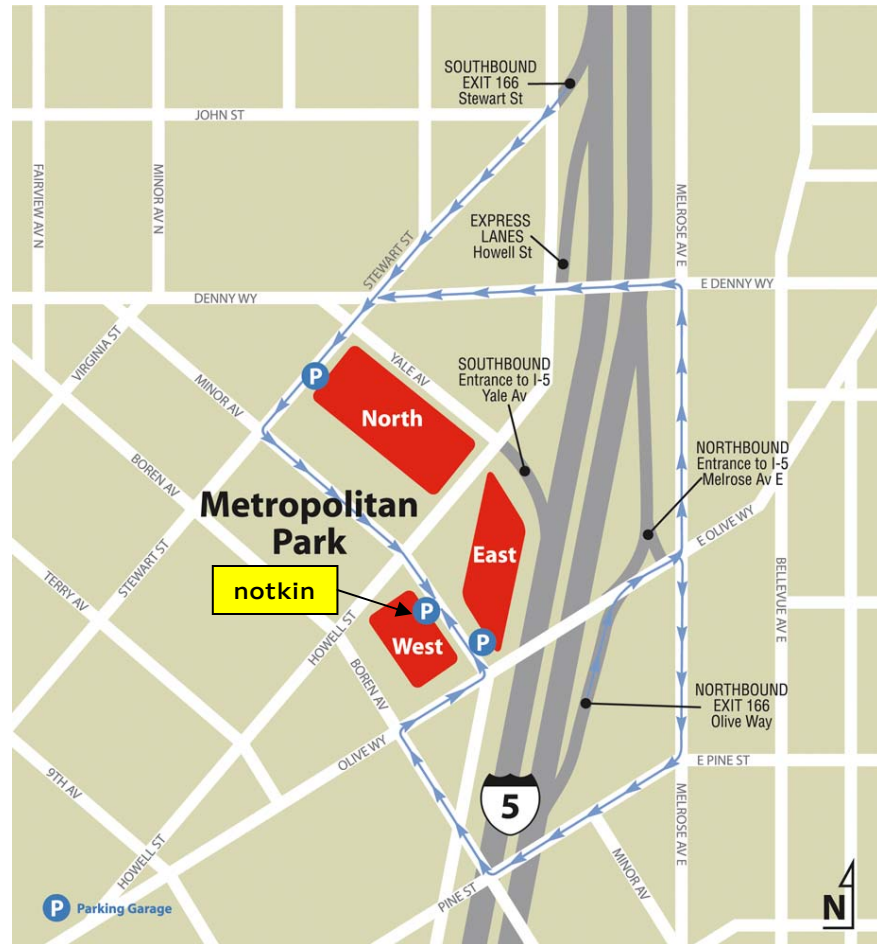 SOUTHBOUND
EXIT 166
Stewart St
JOHN ST
FAIRVIEW AV N
MINOR AV N
MELROSE AV E
STEWART ST
EXPRESS
LANES
Howell St
DENNY WY
E DENNY WY
VIRGINIA ST
MINOR AV
YALE AV
SOUTHBOUND
Entrance to I-5
Yale Av
P
North
BOREN AV
NORTHBOUND
Entrance to I-5
Melrose Av E
Metropolitan
Park
E OLIVE WY
STEWART ST
East
TERRY AV
notkin
P
HOWELL ST
West
P
BELLEVUE AV E
BOREN AV
NORTHBOUND
EXIT 166
Olive Way
OLIVE WY
E PINE ST
9TH AV
5
MELROSE AV E
HOWELL ST
MINOR AV
PINE ST
P Parking Garage
N